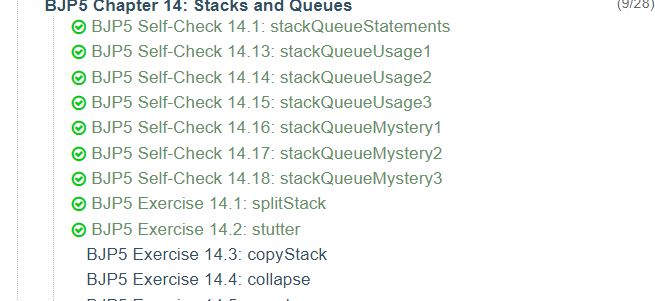 BJP5 Chapter 14: Stacks and Queues (9/28)
BJP5 Self-Check 14.1: stackQueueStatements
BJP5 Self-Check 14.13: stackQueueUsage1
BJP5 Self-Check 14.14: stackQueueUsage2
BJP5 Self-Check 14.15: stackQueueUsage3
BJP5 Self-Check 14.16: stackQueueMystery1
BJP5 Self-Check 14.17: stackQueueMystery2
BJP5 Self-Check 14.18: stackQueueMystery3
BJP5 Exercise 14.1: splitStack
BJP5 Exercise 14.2: stutter
BJP5 Exercise 14.3: copyStack
BJP5 Exercise 14.4: collapse